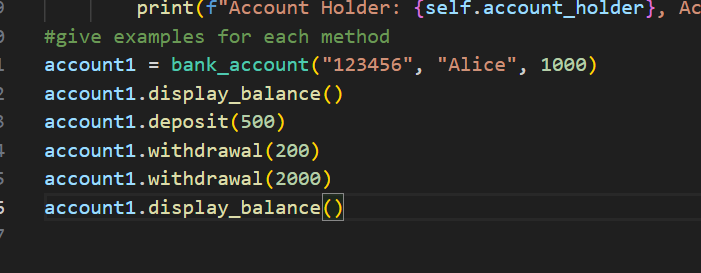 print(f"Account Holder: {self.account_holder}, Ac
#give examples for each method
account1 = bank_account("123456", "Alice", 1000)
account1.display_balance()
account1.deposit(500)
account1.withdrawal(200)
account1.withdrawal(2000)
account1.display_balance()